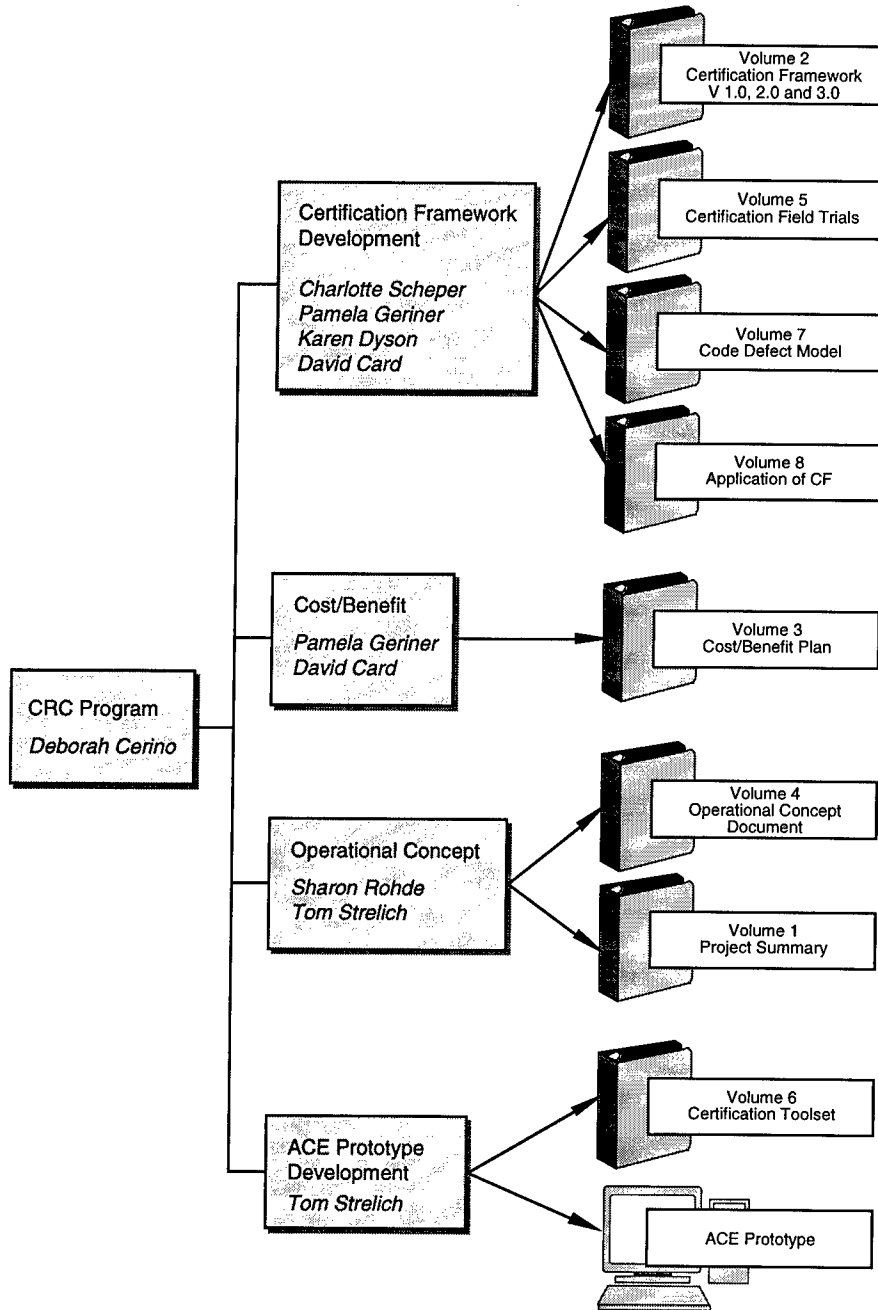 CRC Program
Deborah Cerino
Certification Framework
Development
Charlotte Scheper
Pamela Geriner
Karen Dyson
David Card
Volume 2
Certification Framework
V 1.0, 2.0 and 3.0
Volume 5
Certification Field Trials
Volume 7
Code Defect Model
Volume 8
Application of CF
Cost/Benefit
Pamela Geriner
David Card
Volume 3
Cost/Benefit Plan
Operational Concept
Sharon Rohde
Tom Strelich
Volume 4
Operational Concept
Document
Volume 1
Project Summary
ACE Prototype
Development
Tom Strelich
Volume 6
Certification Toolset
ACE Prototype